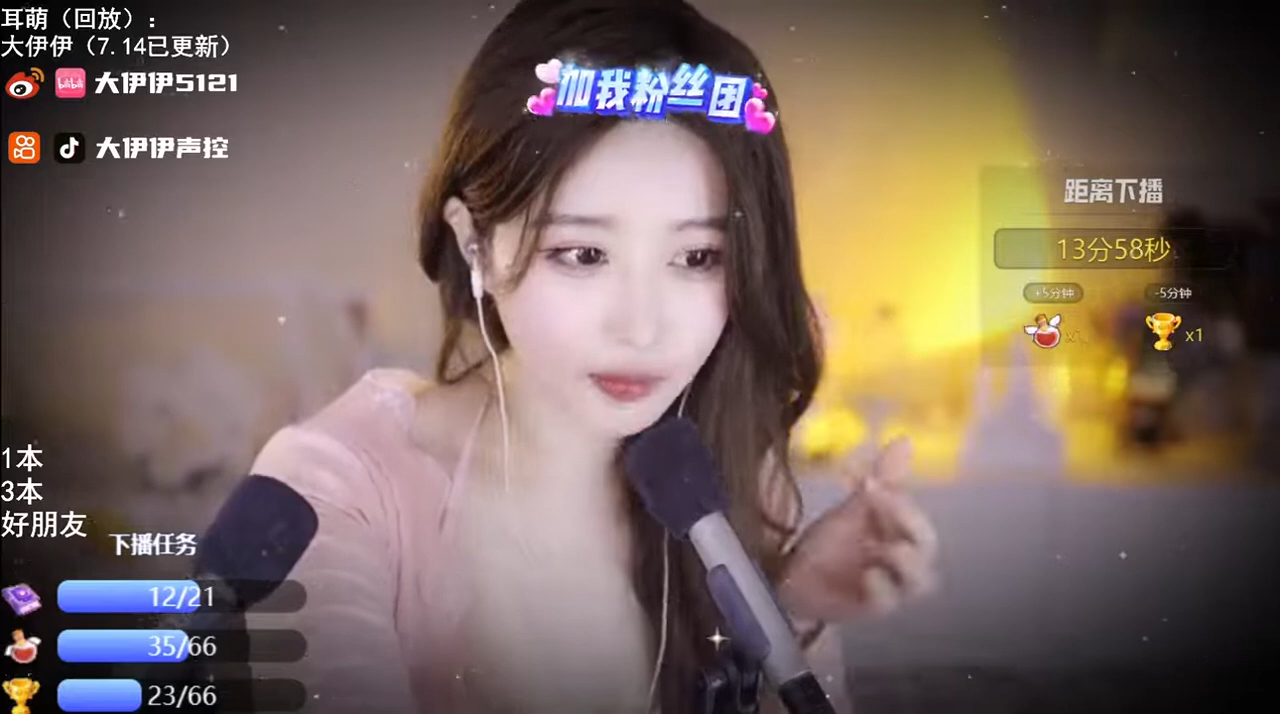 耳萌（回放）：
大伊伊（7.14已更新）
bilibili 大伊伊5121
大伊伊声控
加我粉丝团
距离下播
13分58秒
+5分钟
-5分钟
x1
x1
1本
3本
好朋友
下播任务
12/21
35/66
23/66